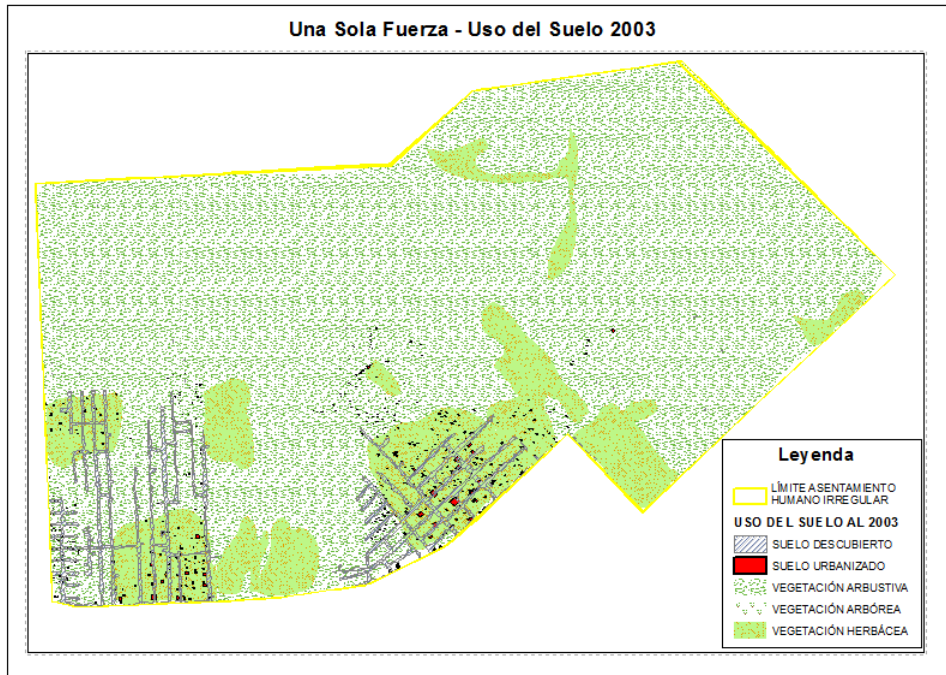 Una Sola Fuerza - Uso del Suelo 2003
Leyenda
LÍMITE ASENTAMIENTO
HUMANO IRREGULAR
USO DEL SUELO AL 2003
SUELO DESCUBIERTO
SUELO URBANIZADO
VEGETACIÓN ARBUSTIVA
VEGETACIÓN ARBÓREA
VEGETACIÓN HERBÁCEA